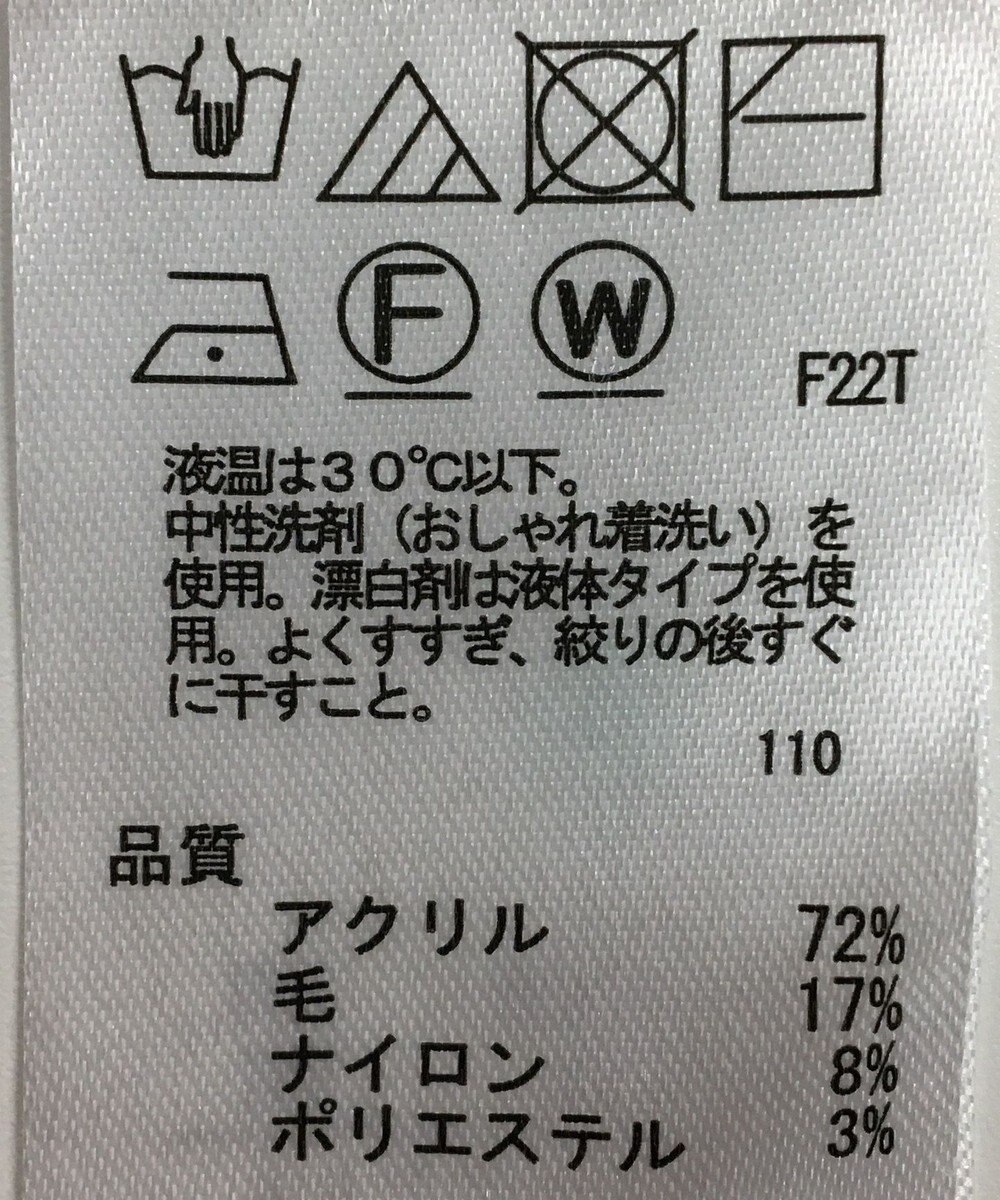 F
W
F22T
液温は30℃以下。
中性洗剤(おしゃれ着洗い)を
使用。漂白剤は液体タイプを使
用。よくすすぎ、絞りの後すぐ
に干すこと。
110
品質
アクリル 72%
毛 17%
ナイロン 8%
ポリエステル 3%